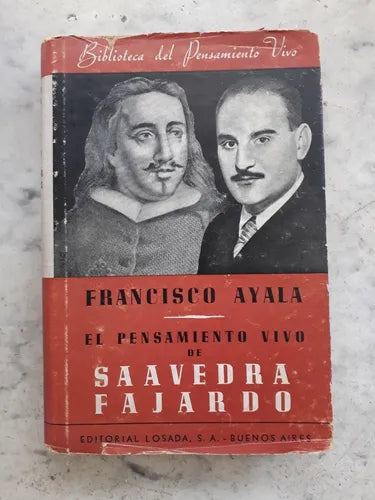 Biblioteca del Pensamiento Vivo
FRANCISCO AYALA
EL PENSAMIENTO VIVO
DE
SAAVEDRA
FAJARDO
EDITORIAL LOSADA, S. A. - BUENOS AIRES